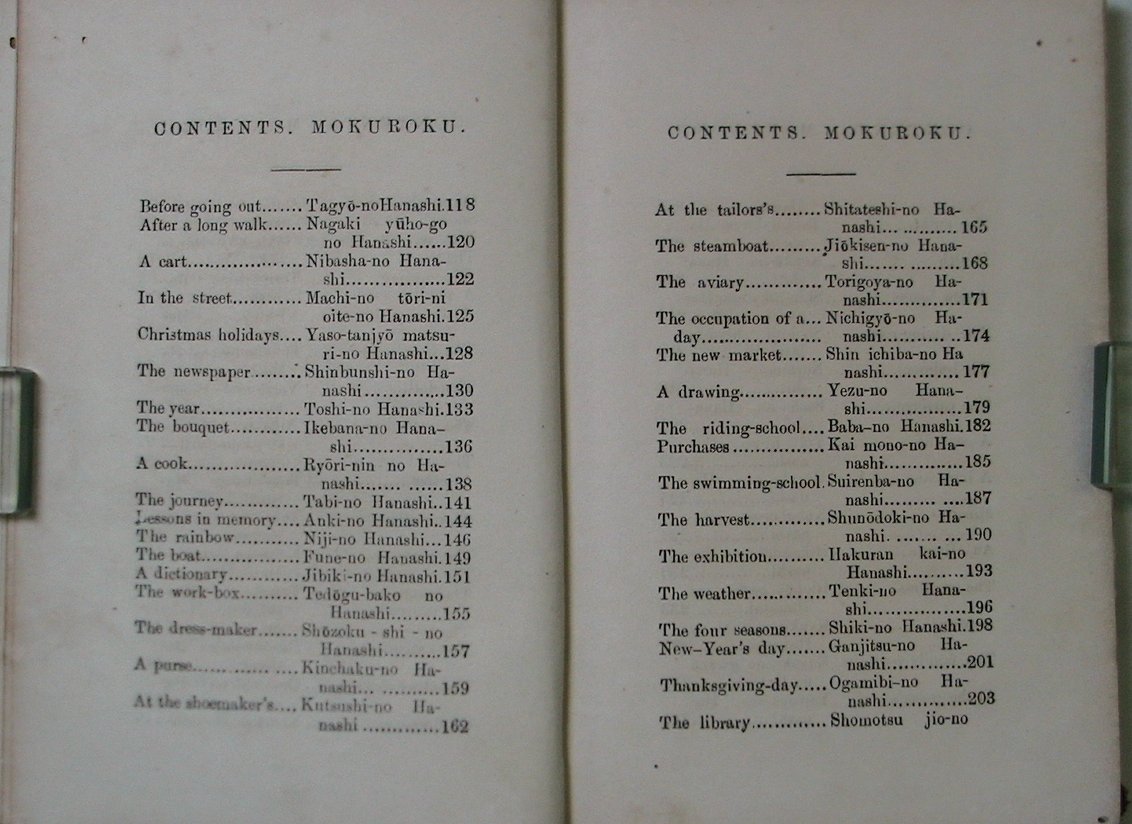 CONTENTS. MOKUROKU.
Before going out....... Tagyō-noHanashi.118
After a long walk...... Nagaki yūho-go
no Hanashi......120
A cart.................... Nibasha-no Hana-
shi.................122
In the street............ Machi-no tōri-ni
oite-no Hanashi.125
Christmas holidays.... Yaso-tanjyō matsu-
ri-no Hanashi...128
The newspaper......... Shinbunshi-no Ha-
nashi..............130
The year................. Toshi-no Hanashi.133
The bouquet............ Ikebana-no Hana-
shi...............136
A cook................... Ryōri-nin no Ha-
nashi....... ......138
The journey............. Tabi-no Hanashi..141
Lessons in memory.... Anki-no Hanashi..144
The rainbow........... Niji-no Hanashi...146
The boat................ Fune-no Hanashi.149
A dictionary............ Jibiki-no Hanashi.151
The work-box.......... Tedōgu-bako no
Hanashi.........155
The dress-maker....... Shōzoku - shi - no
Hanashi..........157
A purse............. .... Kinchaku-no Ha-
nashi... ..........159
At the shoemaker's.... Kutsushi-no Ha-
nashi .............162
CONTENTS. MOKUROKU.
At the tailors's........ Shitateshi-no Ha-
nashi... ........... 165
The steamboat......... Jiōkisen-no Hana-
shi....... .........168
The aviary............. Torigoya-no Ha-
nashi..............171
The occupation of a... Nichigyō-no Ha-
day..................... nashi........... ..174
The new market....... Shin ichiba-no Ha
nashi............. 177
A drawing.............. Yezu-no Hana-
shi.................179
The riding-school.... Baba-no Hanashi.182
Purchases ............... Kai mono-no Ha-
nashi..............185
The swimming-school. Suirenba-no Ha-
nashi......... .....187
The harvest............ Shunōdoki-no Ha-
nashi. ........ ... 190
The exhibition.......... Hakuran kai-no
Hanashi..........193
The weather............ Tenki-no Hana-
shi.................196
The four seasons....... Shiki-no Hanashi.198
New-Year's day....... Ganjitsu-no Ha-
nashi..............201
Thanksgiving-day..... Ogamibi-no Ha-
nashi..............203
The library............. Shomotsu jio-no